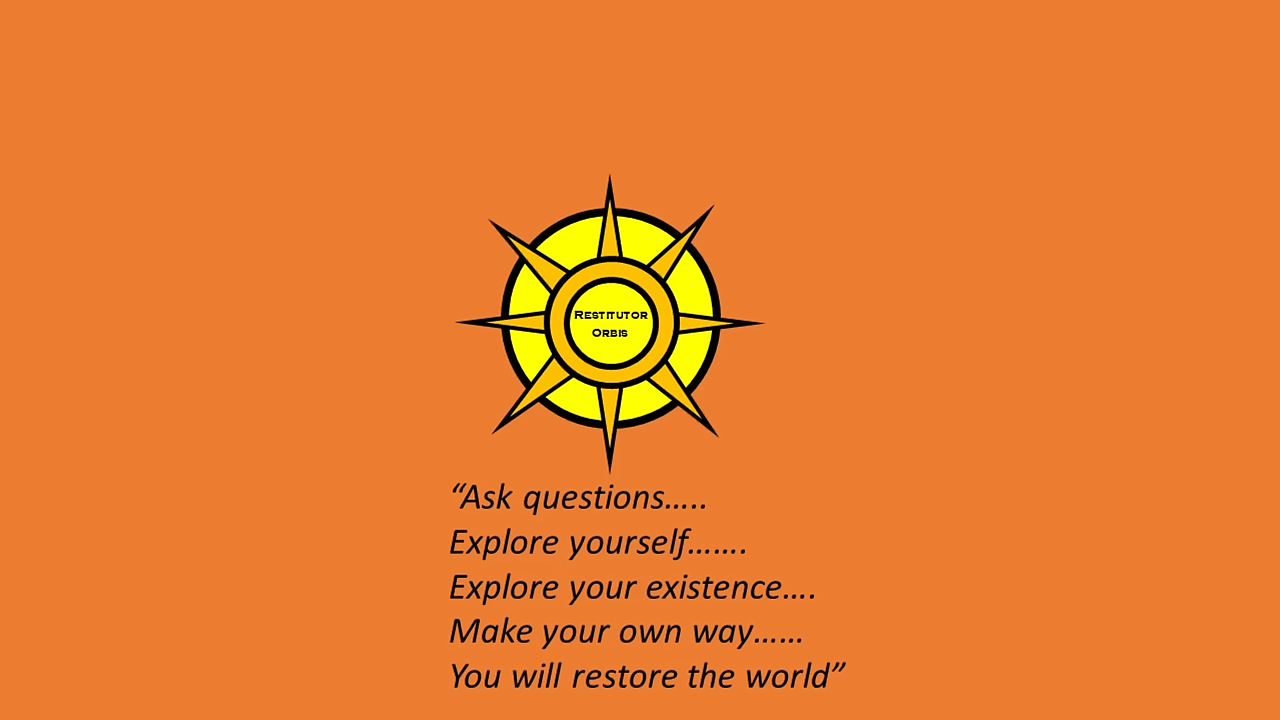 Restitutor
Orbis
“Ask questions…..
Explore yourself…….
Explore your existence….
Make your own way……
You will restore the world”